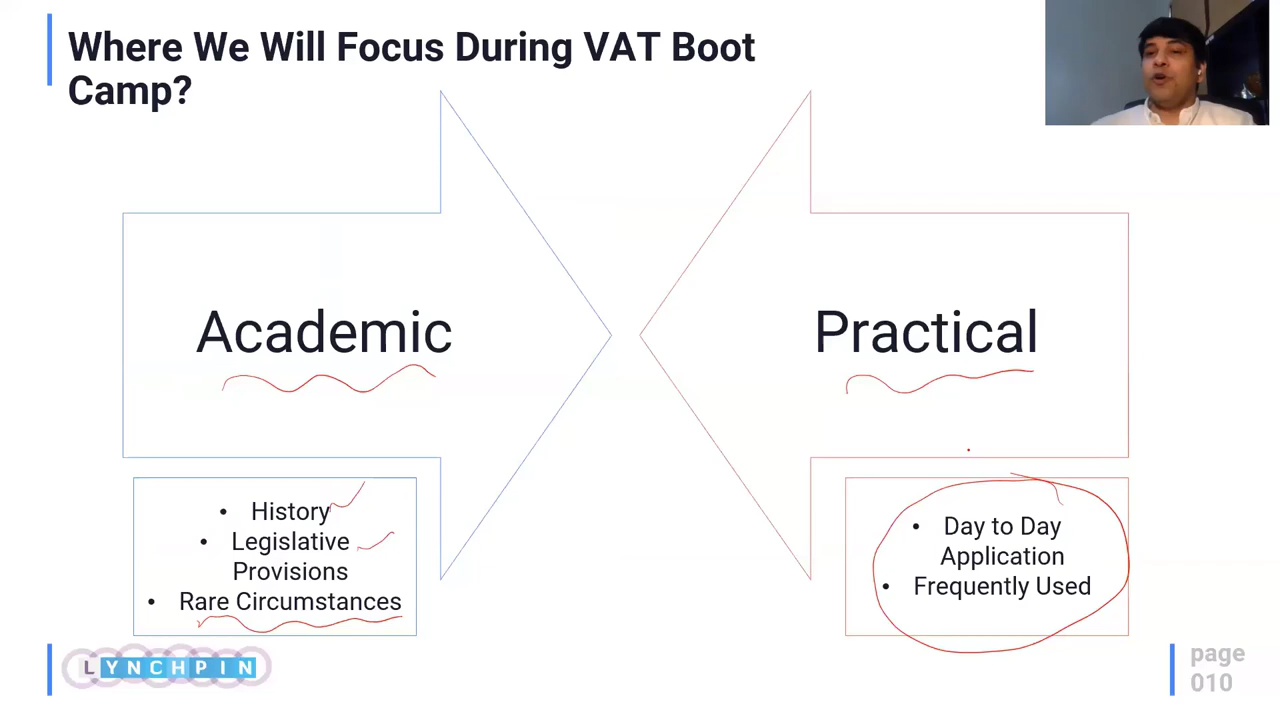 Where We Will Focus During VAT Boot
Camp?
Academic
Practical
• History
• Legislative
Provisions
• Rare Circumstances
• Day to Day
Application
• Frequently Used
LYNCHPIN
page
010